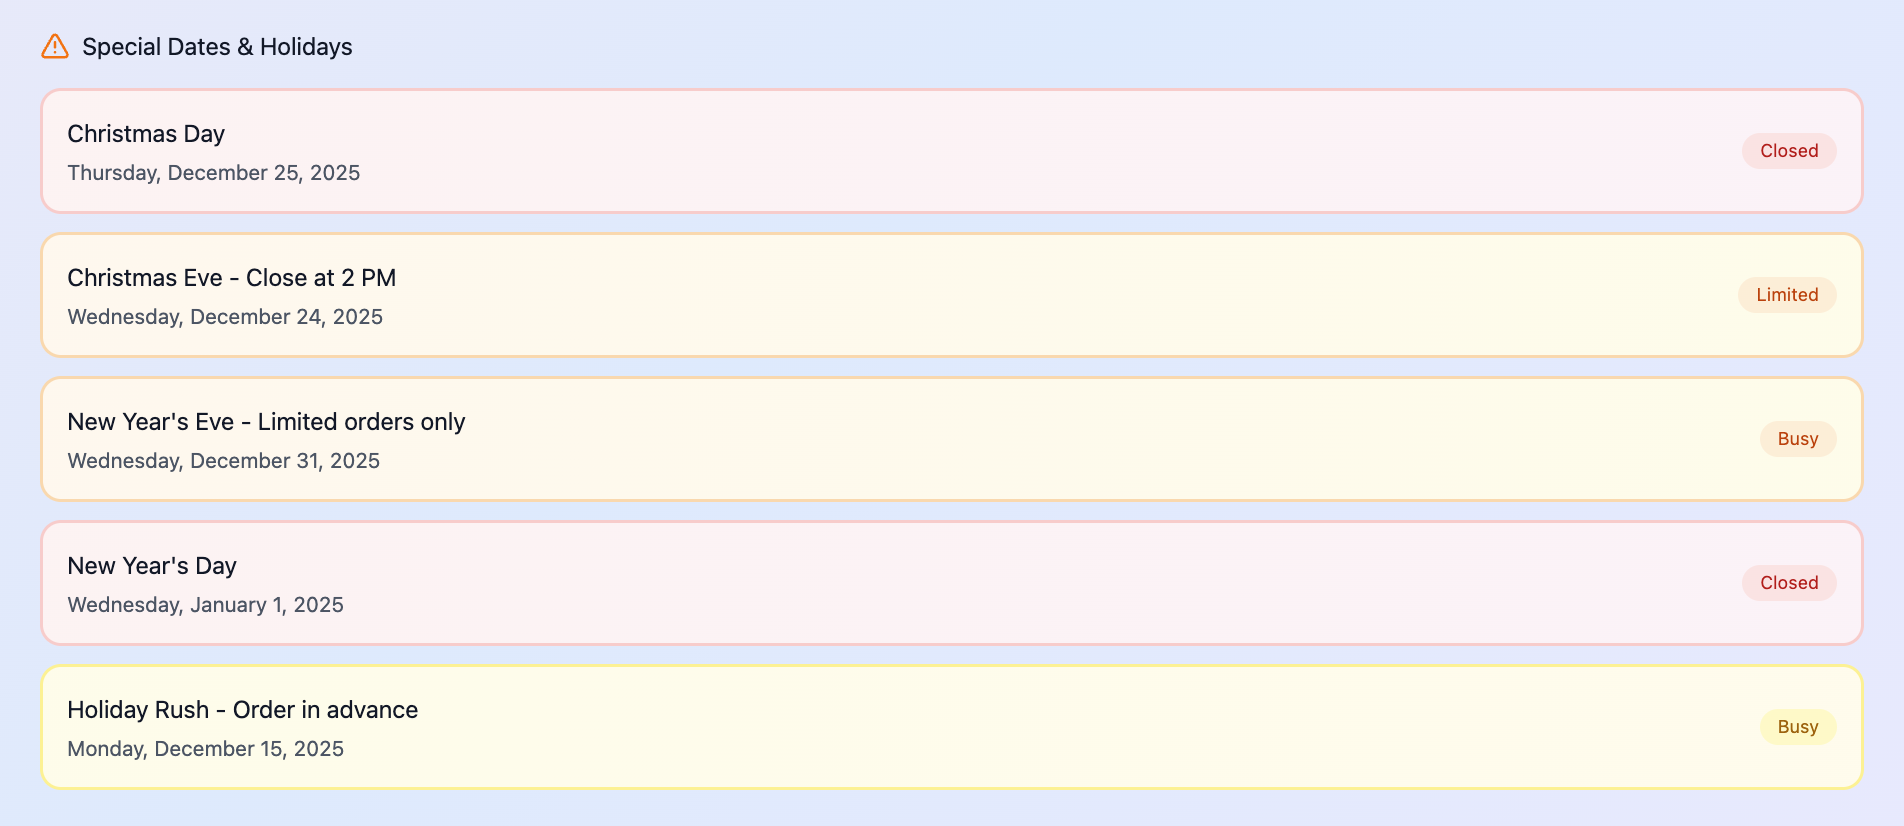 Special Dates & Holidays
Christmas Day
Thursday, December 25, 2025
Closed
Christmas Eve - Close at 2 PM
Wednesday, December 24, 2025
Limited
New Year's Eve - Limited orders only
Wednesday, December 31, 2025
Busy
New Year's Day
Wednesday, January 1, 2025
Closed
Holiday Rush - Order in advance
Monday, December 15, 2025
Busy